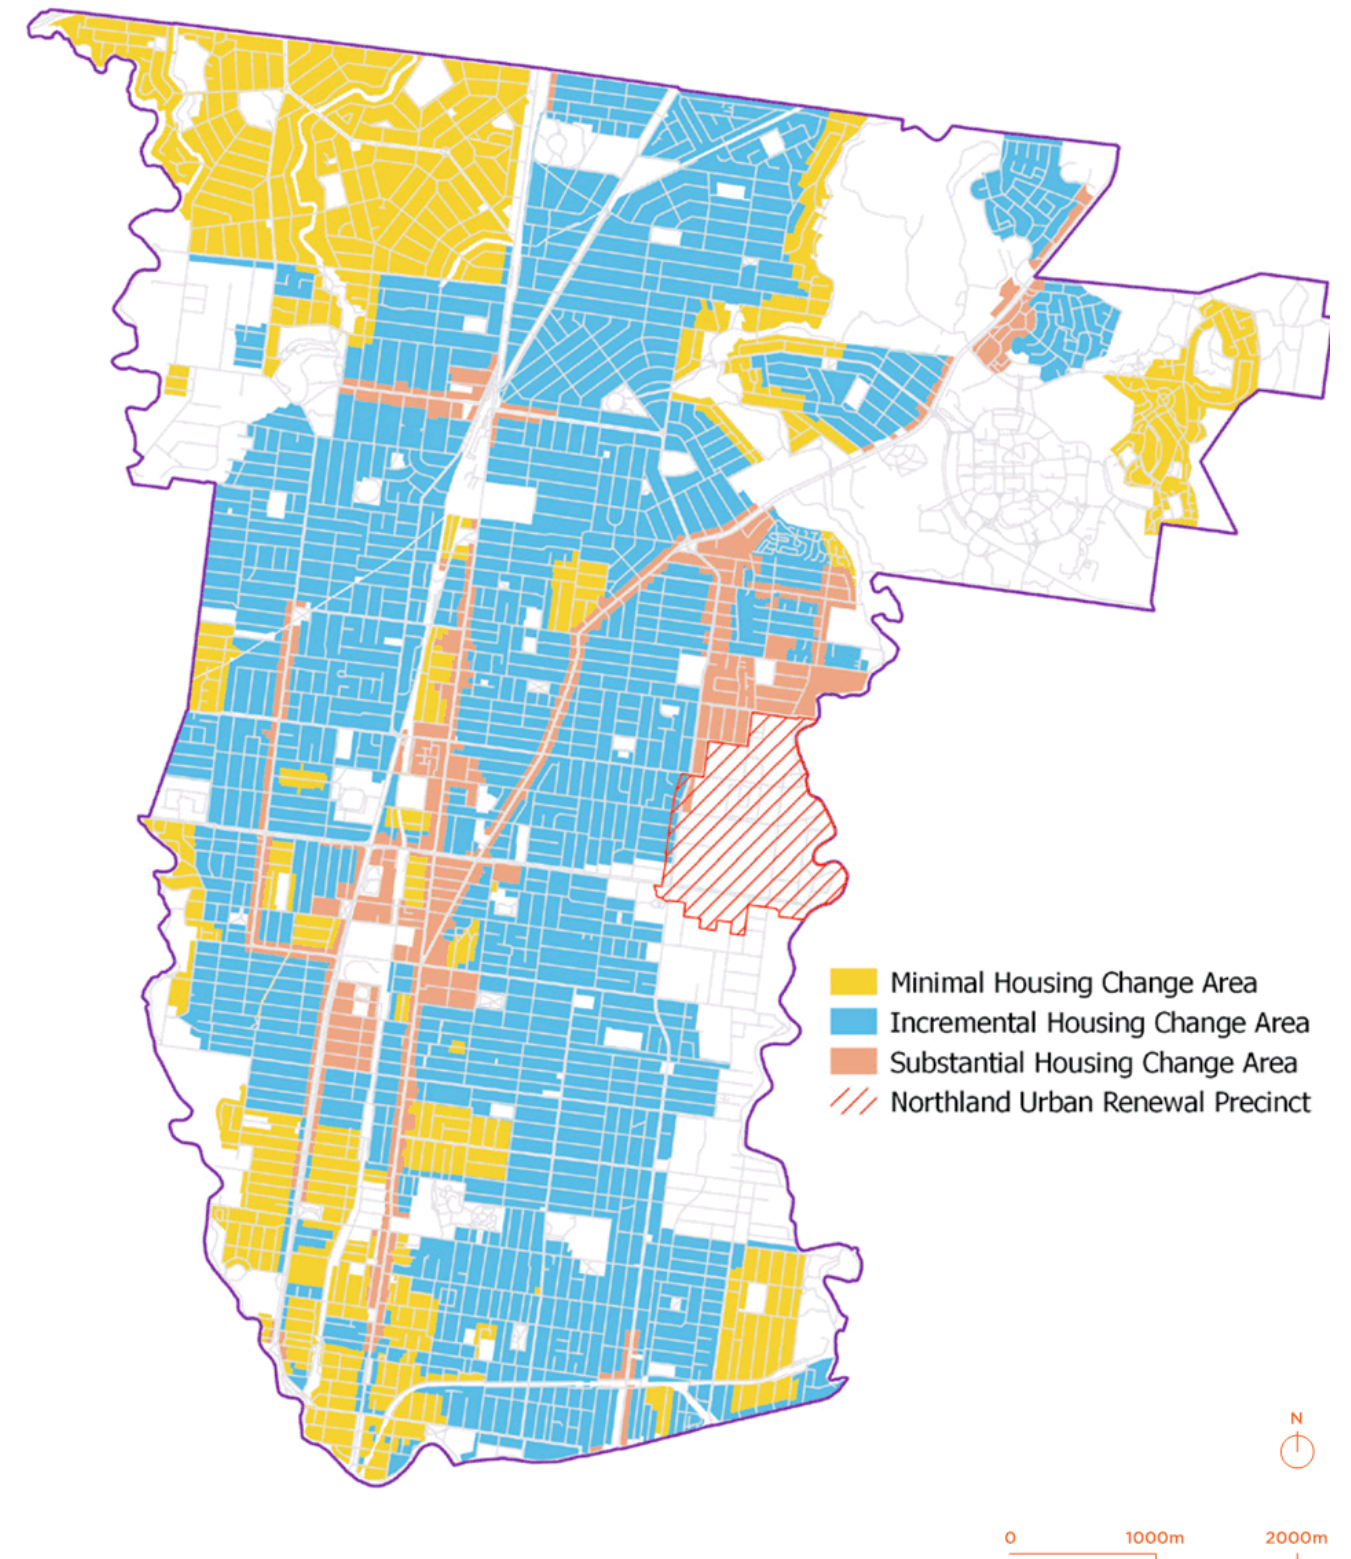 Minimal Housing Change Area
Incremental Housing Change Area
Substantial Housing Change Area
Northland Urban Renewal Precinct
N
0 1000m 2000m